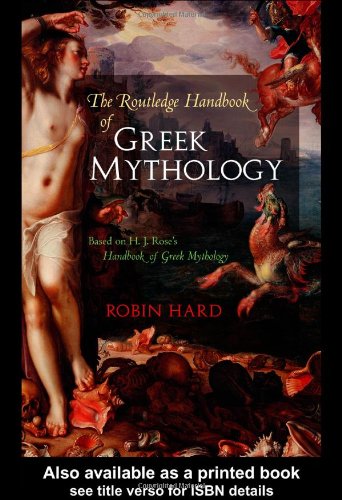 The Routledge Handbook
of
GREEK
MYTHOLOGY
Based on H. J. Rose's
Handbook of Greek Mythology
ROBIN HARD
Also available as a printed book
see title verso for ISBN details